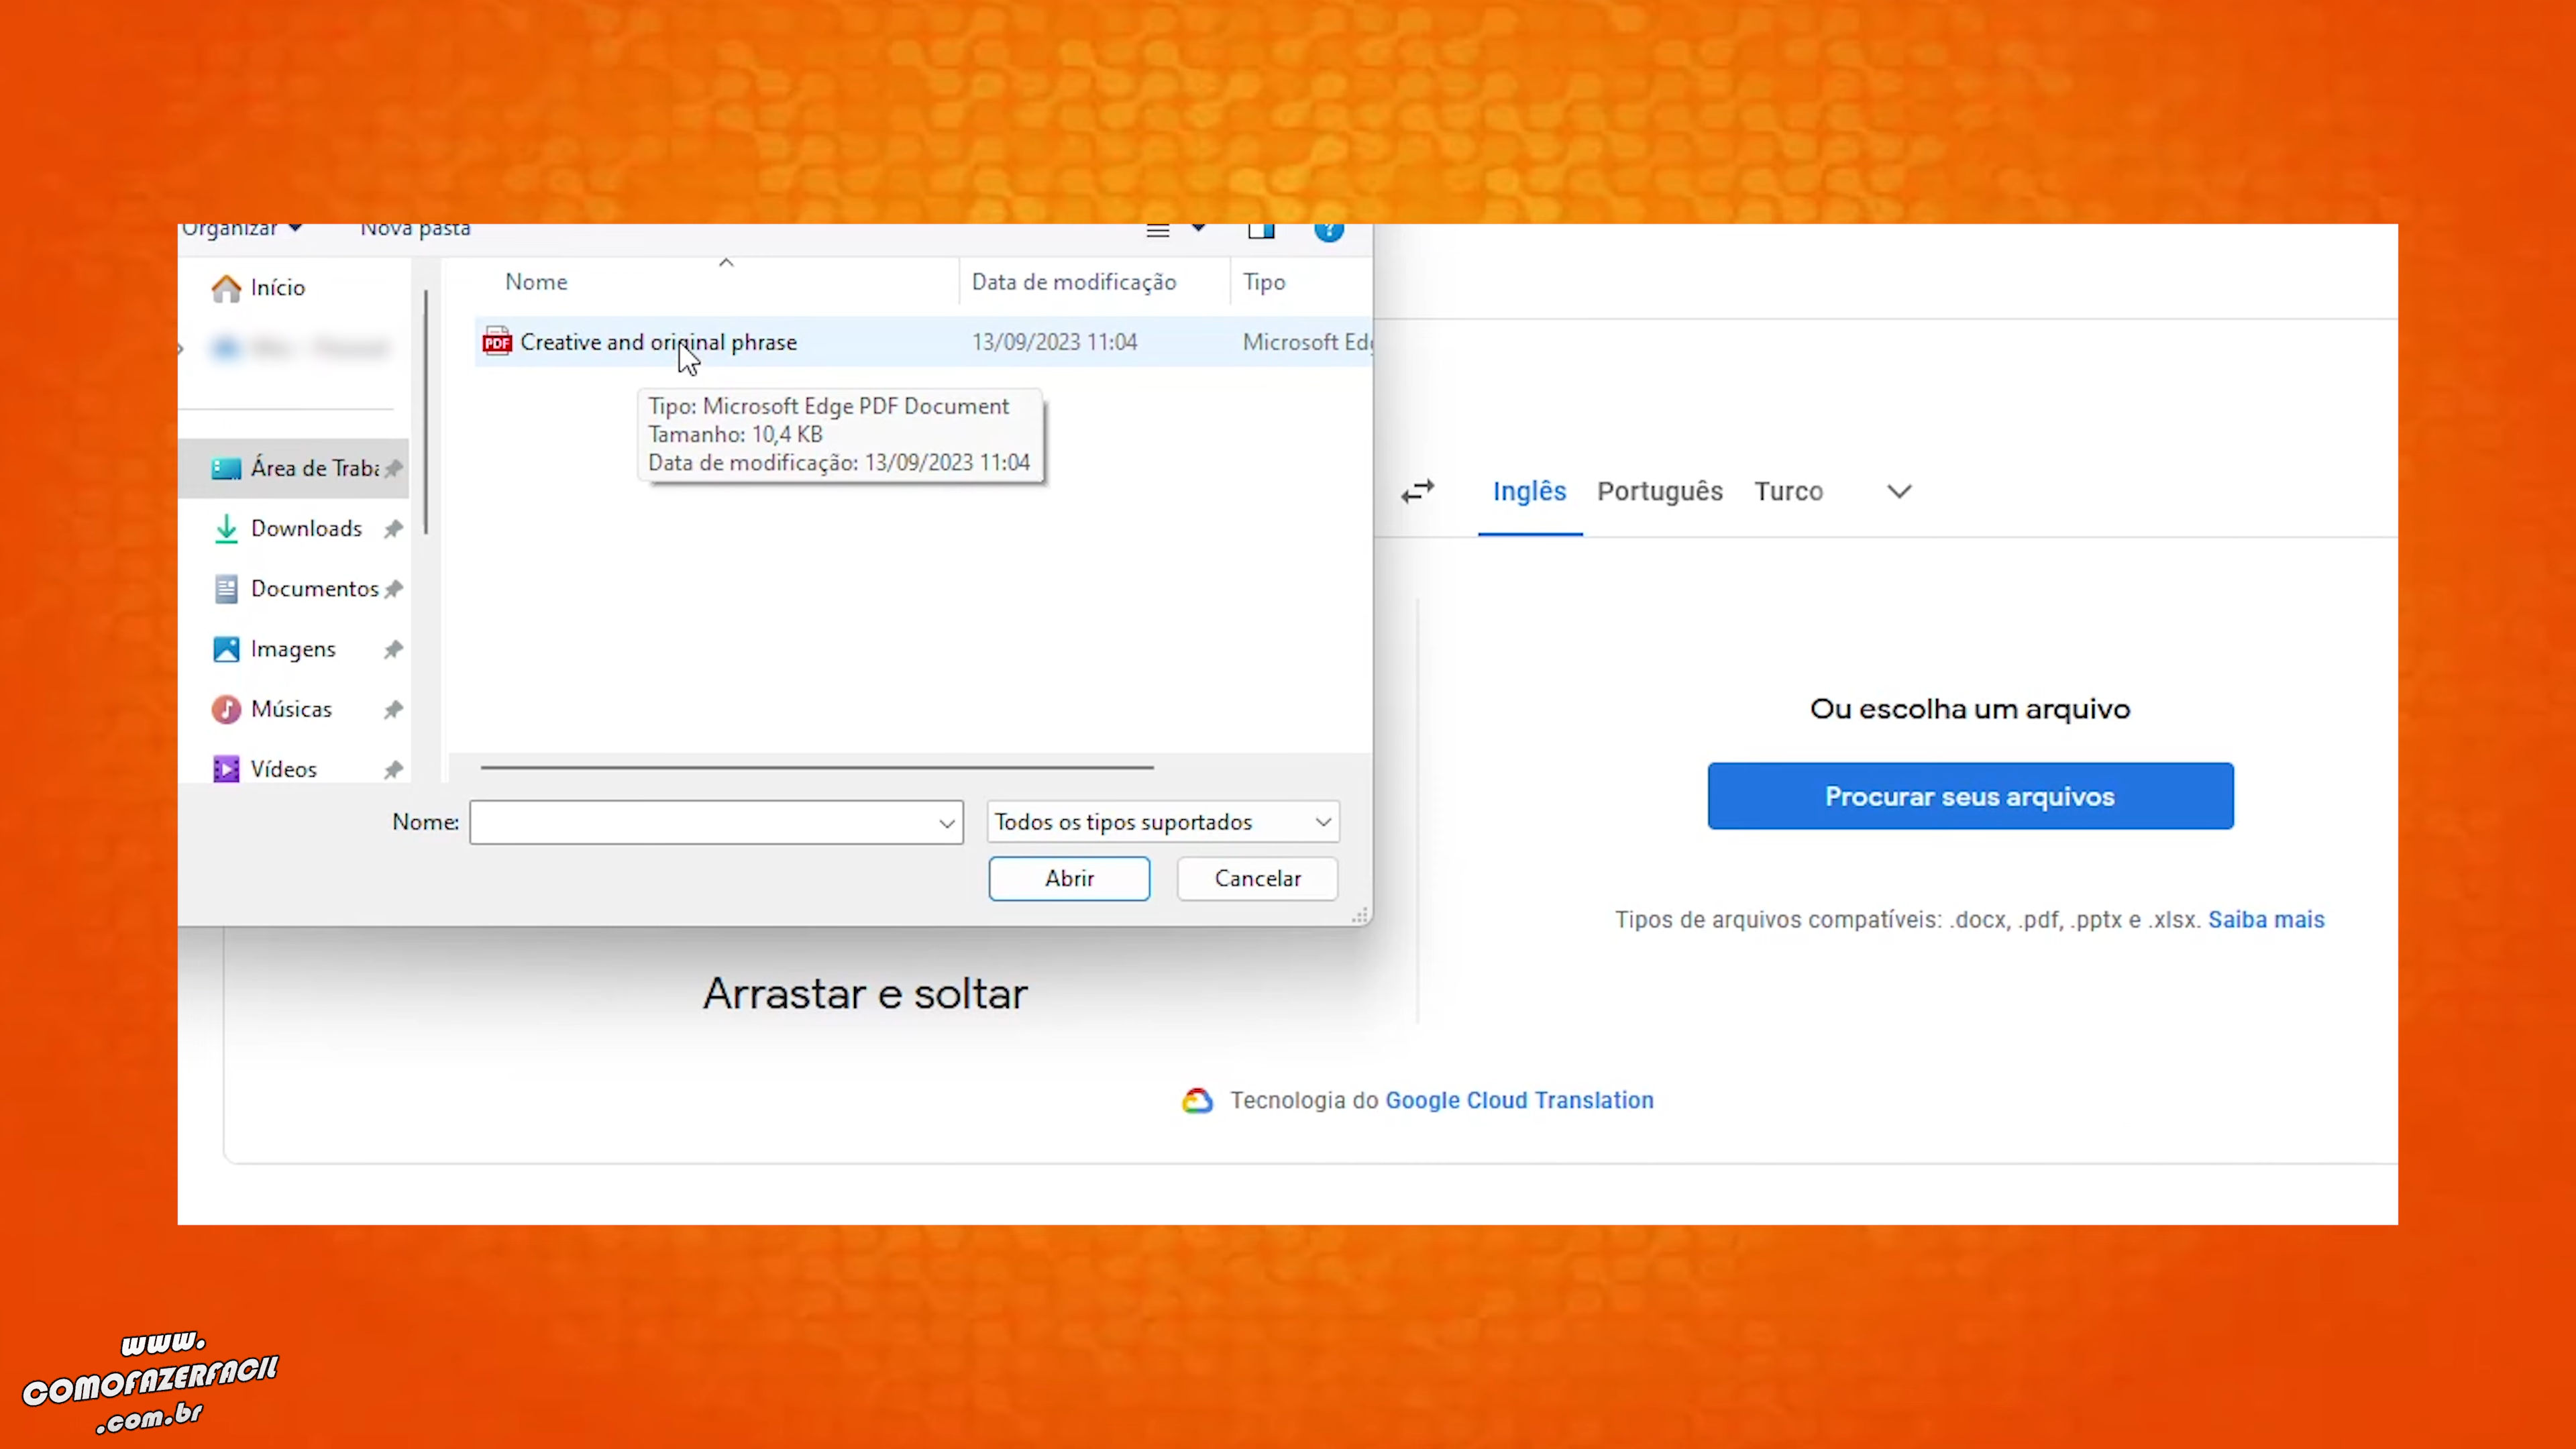 Organizar
Nova pasta
Início
Área de Traba
Downloads
Documentos
Imagens
Músicas
Vídeos
Nome
Data de modificação
Tipo
PDF
Creative and original phrase
13/09/2023 11:04
Microsoft Edg
Tipo: Microsoft Edge PDF Document
Tamanho: 10,4 KB
Data de modificação: 13/09/2023 11:04
Nome:
Todos os tipos suportados
Abrir
Cancelar
Inglês
Português
Turco
Ou escolha um arquivo
Procurar seus arquivos
Tipos de arquivos compatíveis: .docx, .pdf, .pptx e .xlsx. Saiba mais
Arrastar e soltar
Tecnologia do Google Cloud Translation
www.
COMOFAZERFACIL
.com.br